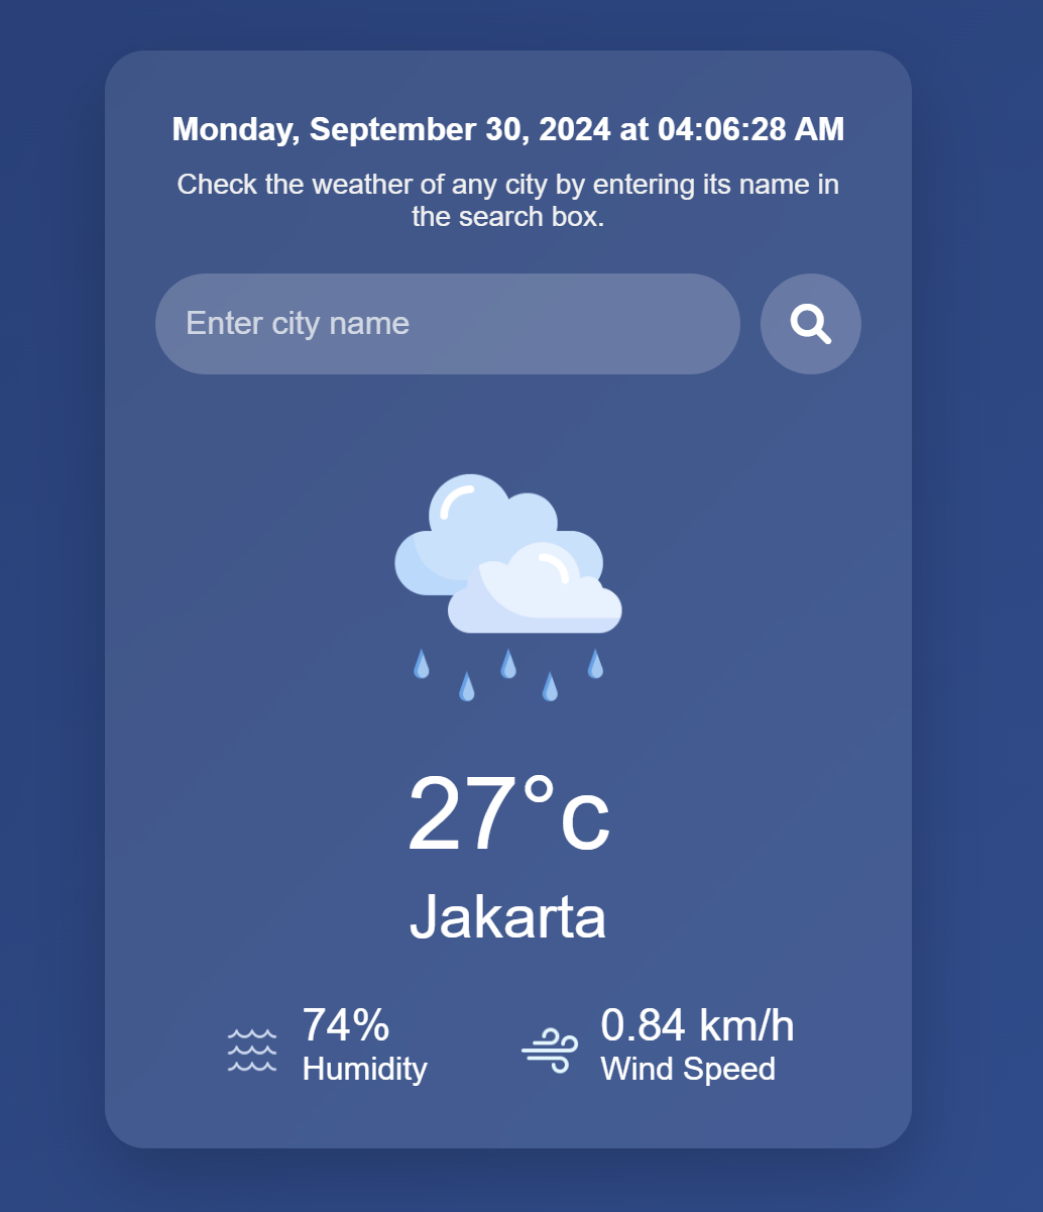 Monday, September 30, 2024 at 04:06:28 AM
Check the weather of any city by entering its name in
the search box.
Enter city name
27°c
Jakarta
74%
Humidity
0.84 km/h
Wind Speed